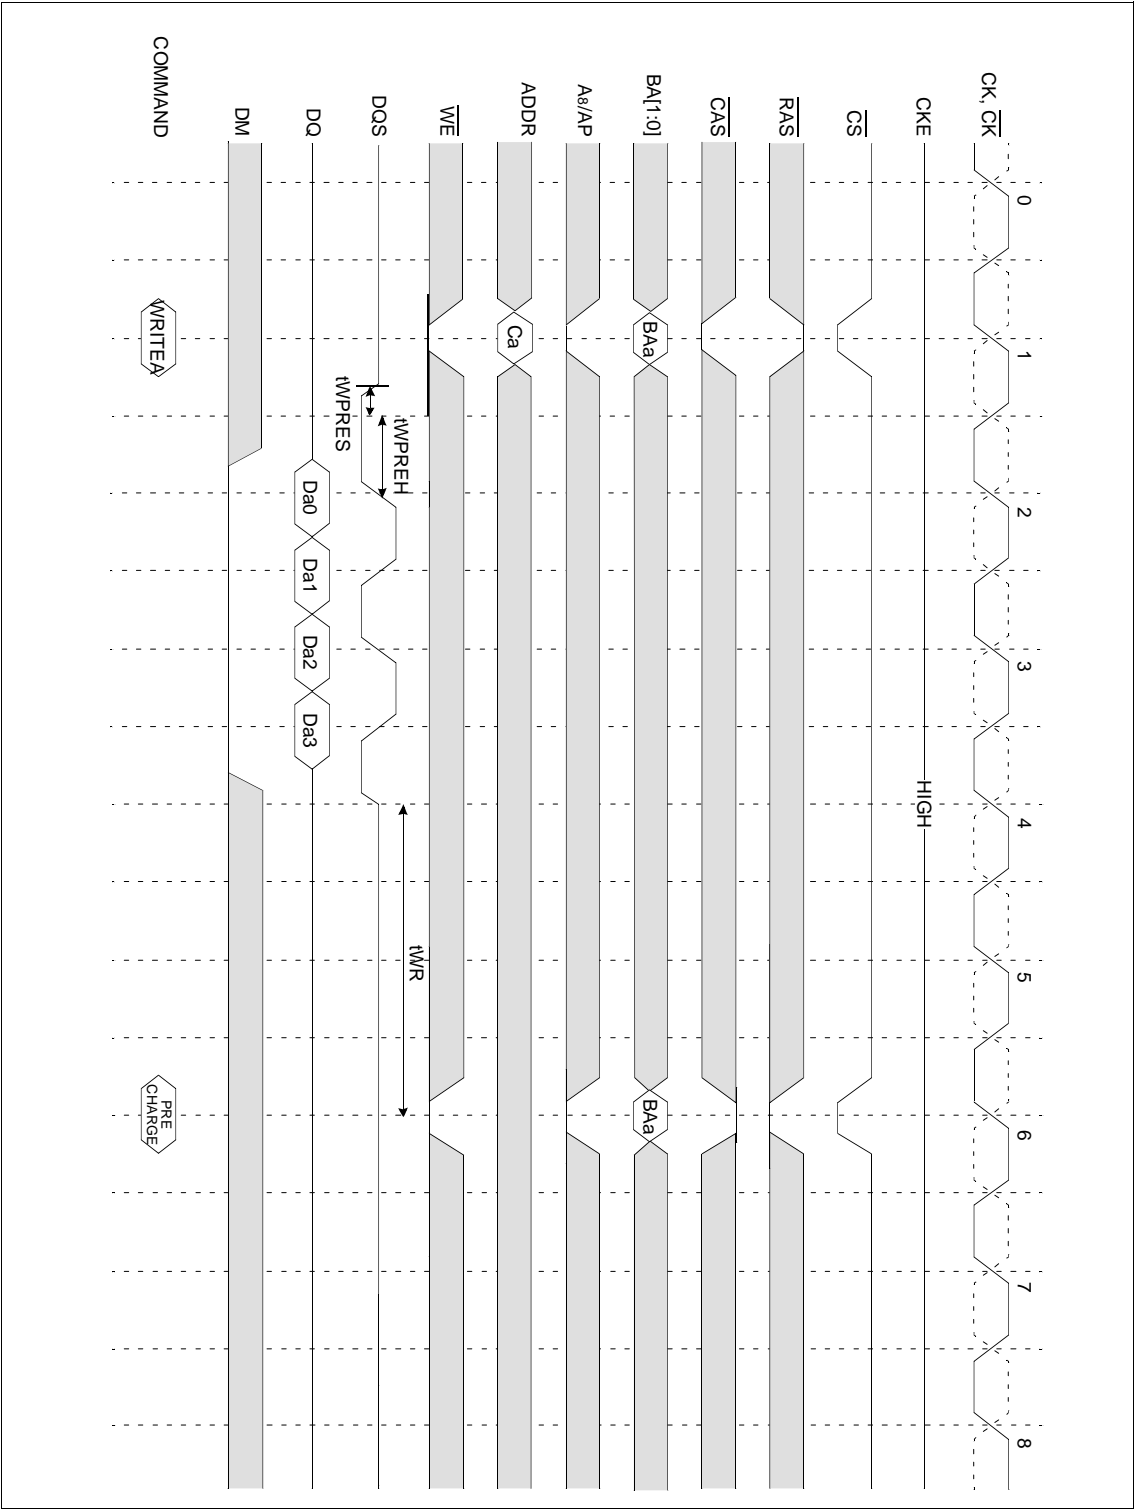 0 1 2 3 4 5 6 7 8
CK, CK
CKE HIGH
CS
RAS
CAS
BA[1:0] BAa BAa
A8/AP
ADDR Ca
WE
tWPREH tWR
DQS
tWPRES
DQ Da0 Da1 Da2 Da3
DM
COMMAND WRITEA PRE
CHARGE